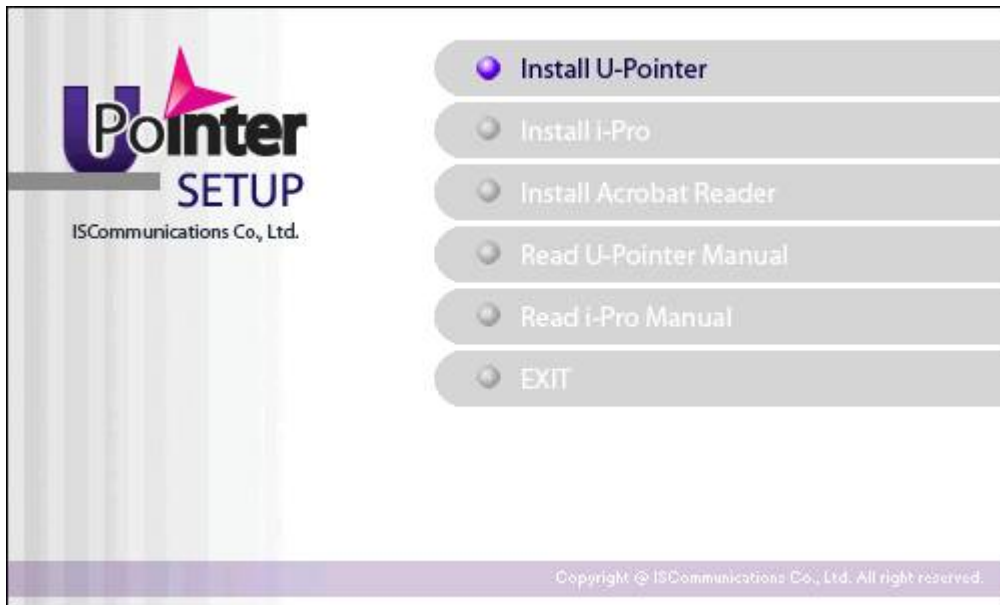 UPointer
SETUP
ISCommunications Co., Ltd.
Install U-Pointer
Install i-Pro
Install Acrobat Reader
Read U-Pointer Manual
Read i-Pro Manual
EXIT
Copyright @ ISCommunications Co., Ltd. All right reserved.